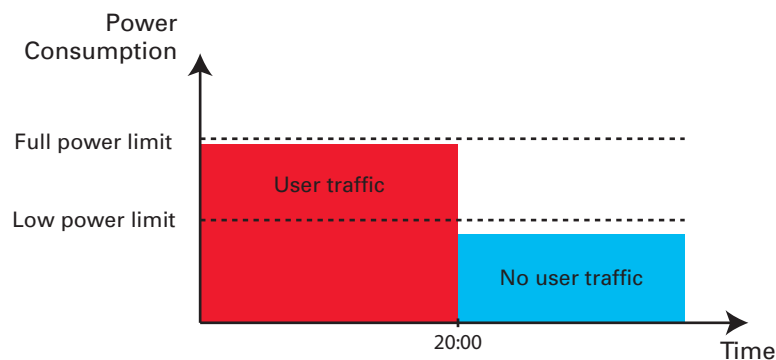 Power
Consumption
Full power limit
User traffic
Low power limit
No user traffic
20:00
Time